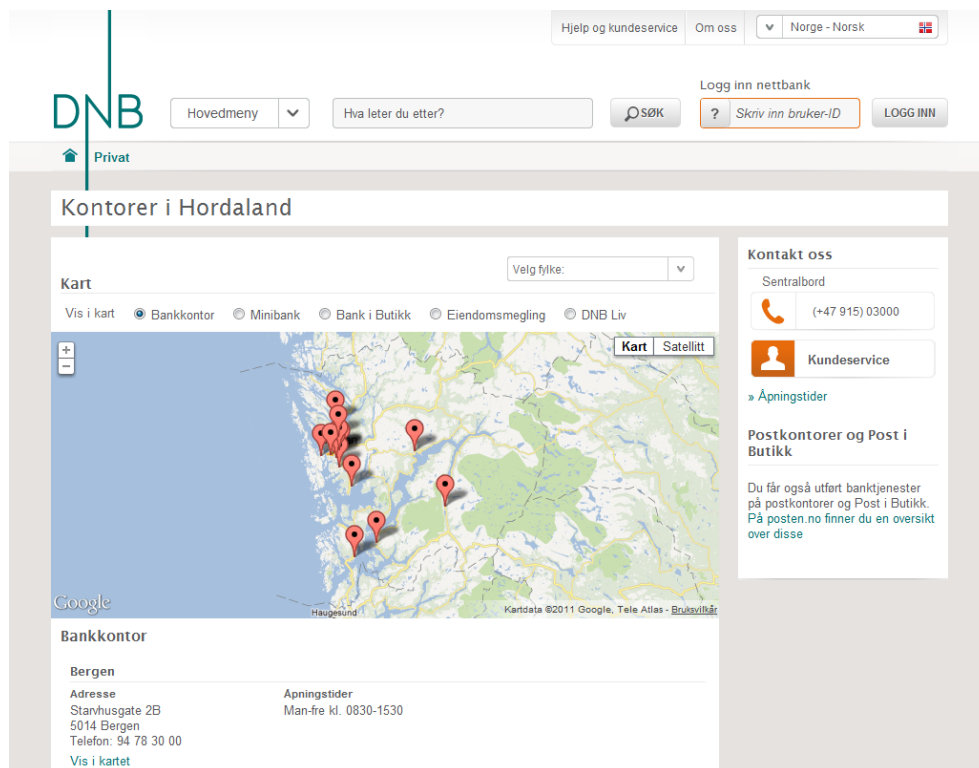 Hjelp og kundeservice
Om oss
Norge - Norsk
Logg inn nettbank
DNB
Hovedmeny
Hva leter du etter?
SØK
?
Skriv inn bruker-ID
LOGG INN
Privat
Kontorer i Hordaland
Kart
Velg fylke:
Vis i kart
Bankkontor
Minibank
Bank i Butikk
Eiendomsmegling
DNB Liv
+
−
Kart
Satellitt
Google
Haugesund
Kartdata ©2011 Google, Tele Atlas - Bruksvilkår
Bankkontor
Bergen
Adresse
Starvhusgate 2B
5014 Bergen
Telefon: 94 78 30 00
Vis i kartet
Åpningstider
Man-fre kl. 0830-1530
Kontakt oss
Sentralbord
(+47 915) 03000
Kundeservice
» Åpningstider
Postkontorer og Post i
Butikk
Du får også utført banktjenester
på postkontorer og Post i Butikk.
På posten.no finner du en oversikt
over disse